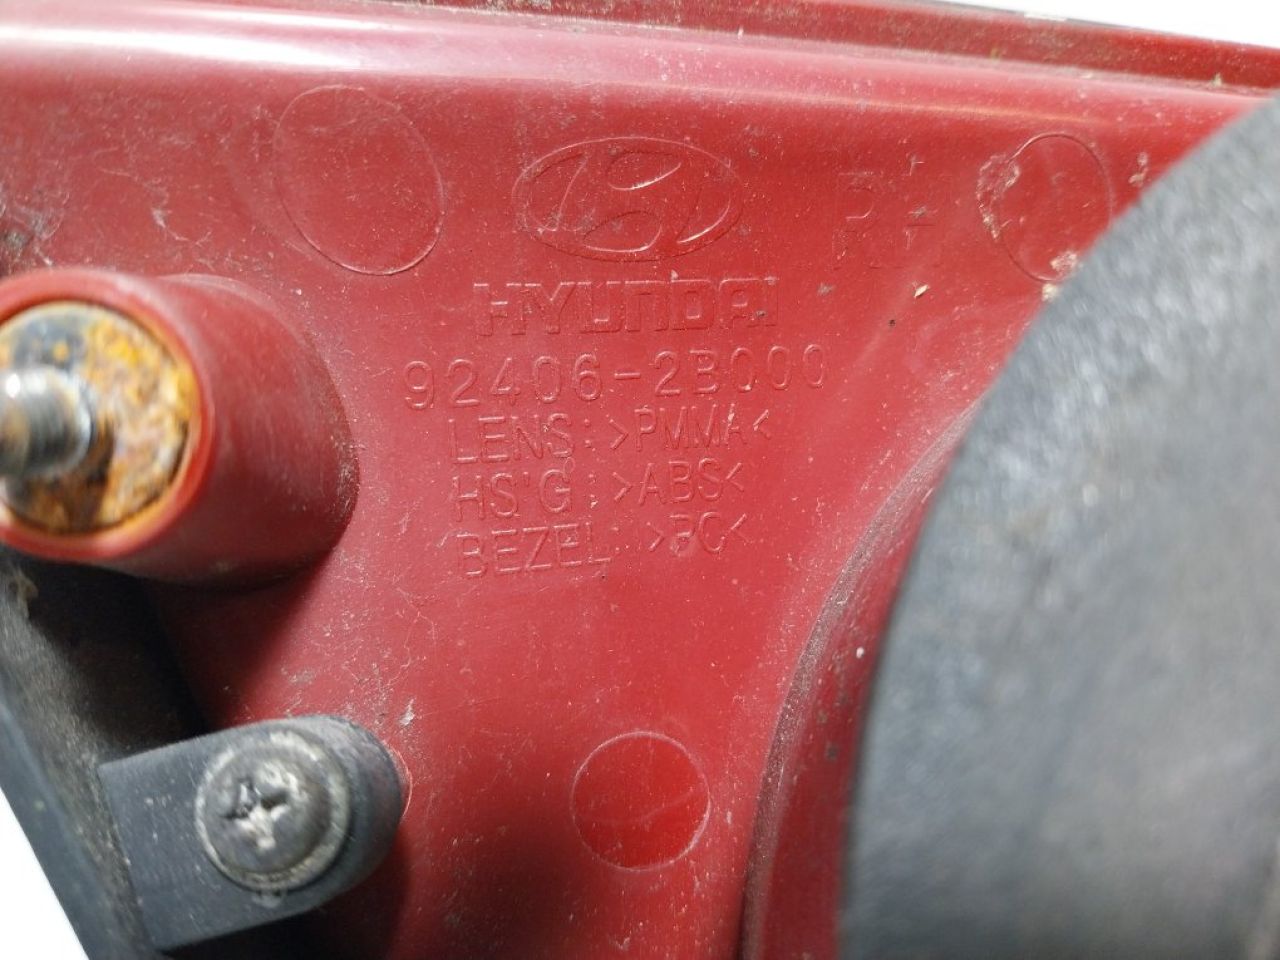 HYUNDAI
92406-2B000
LENS:>PMMA<
HS'G:>ABS<
BEZEL:>PC<